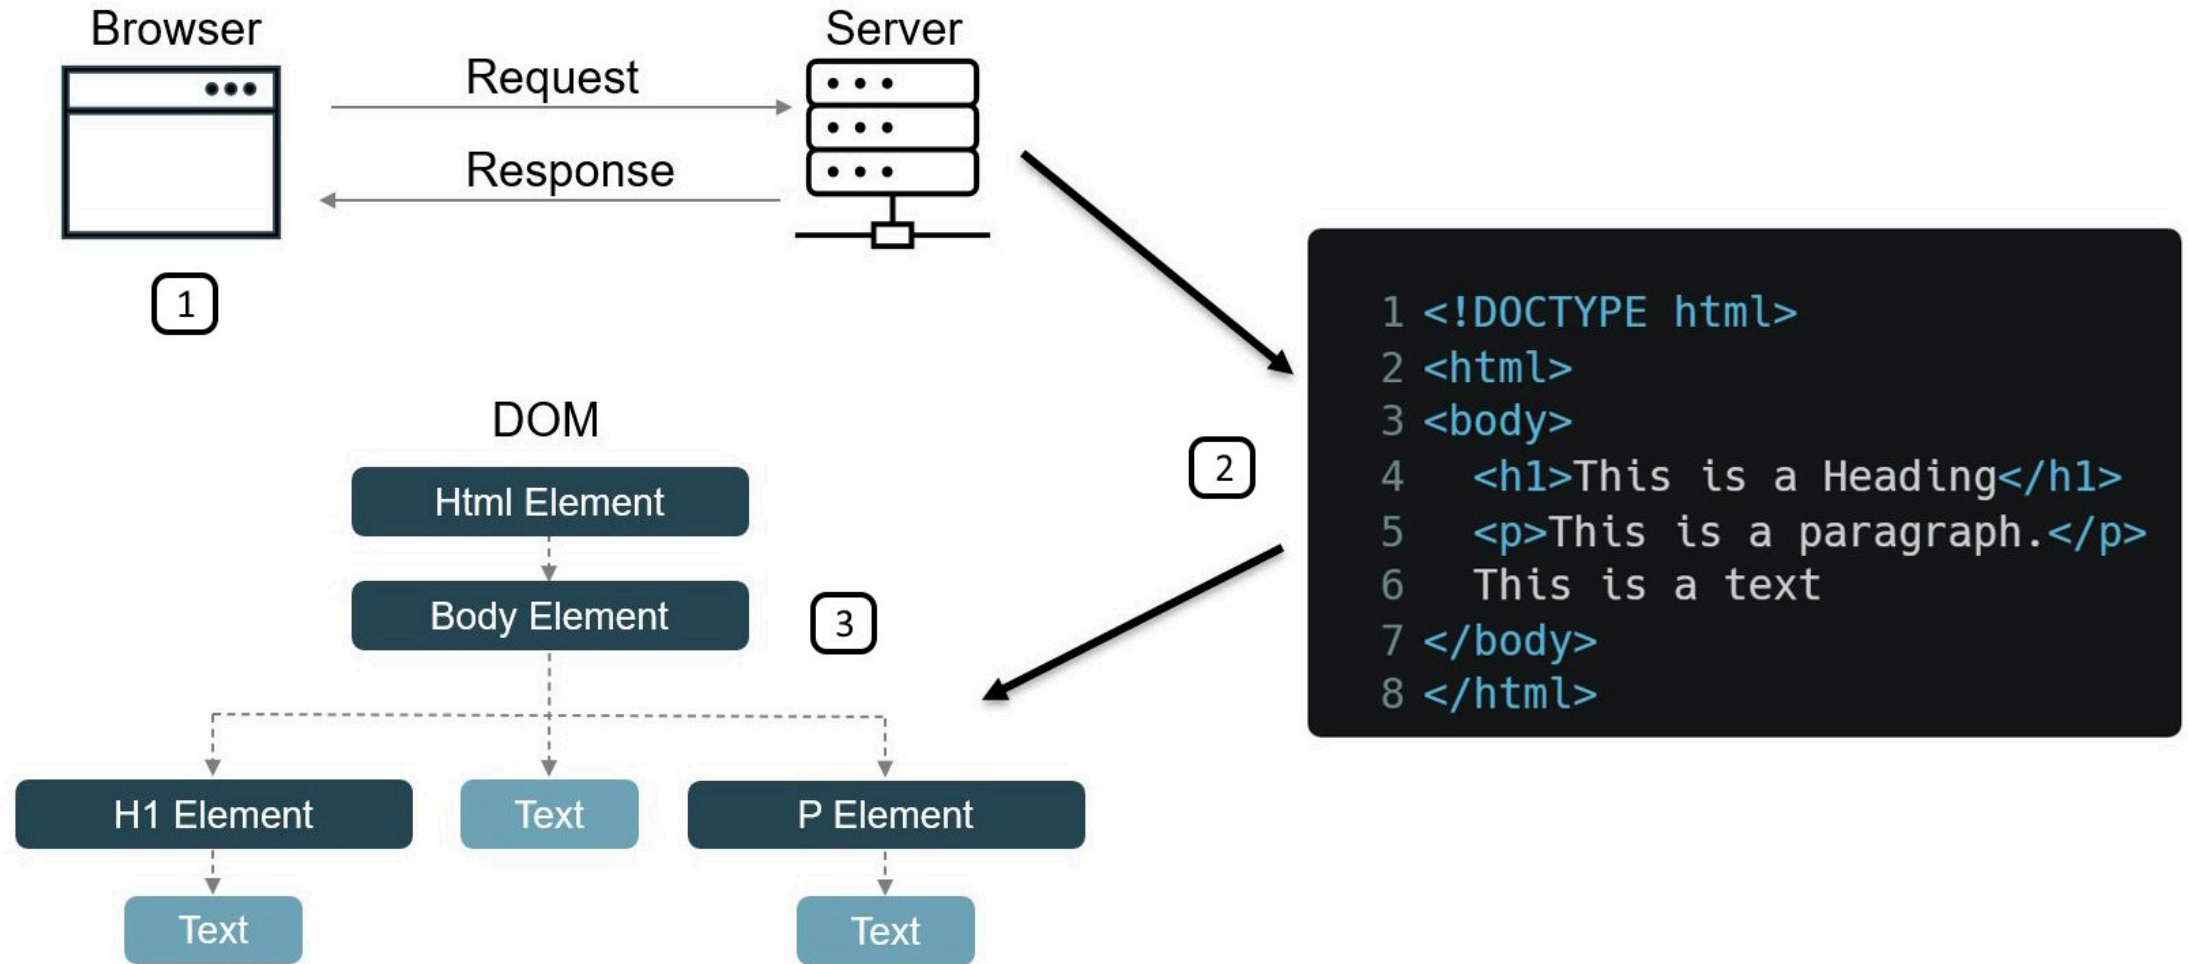 Browser
Request
Response
Server
1
1 <!DOCTYPE html>
2 <html>
3 <body>
4 <h1>This is a Heading</h1>
5 <p>This is a paragraph.</p>
6 This is a text
7 </body>
8 </html>
2
DOM
Html Element
Body Element
3
H1 Element
Text
P Element
Text
Text